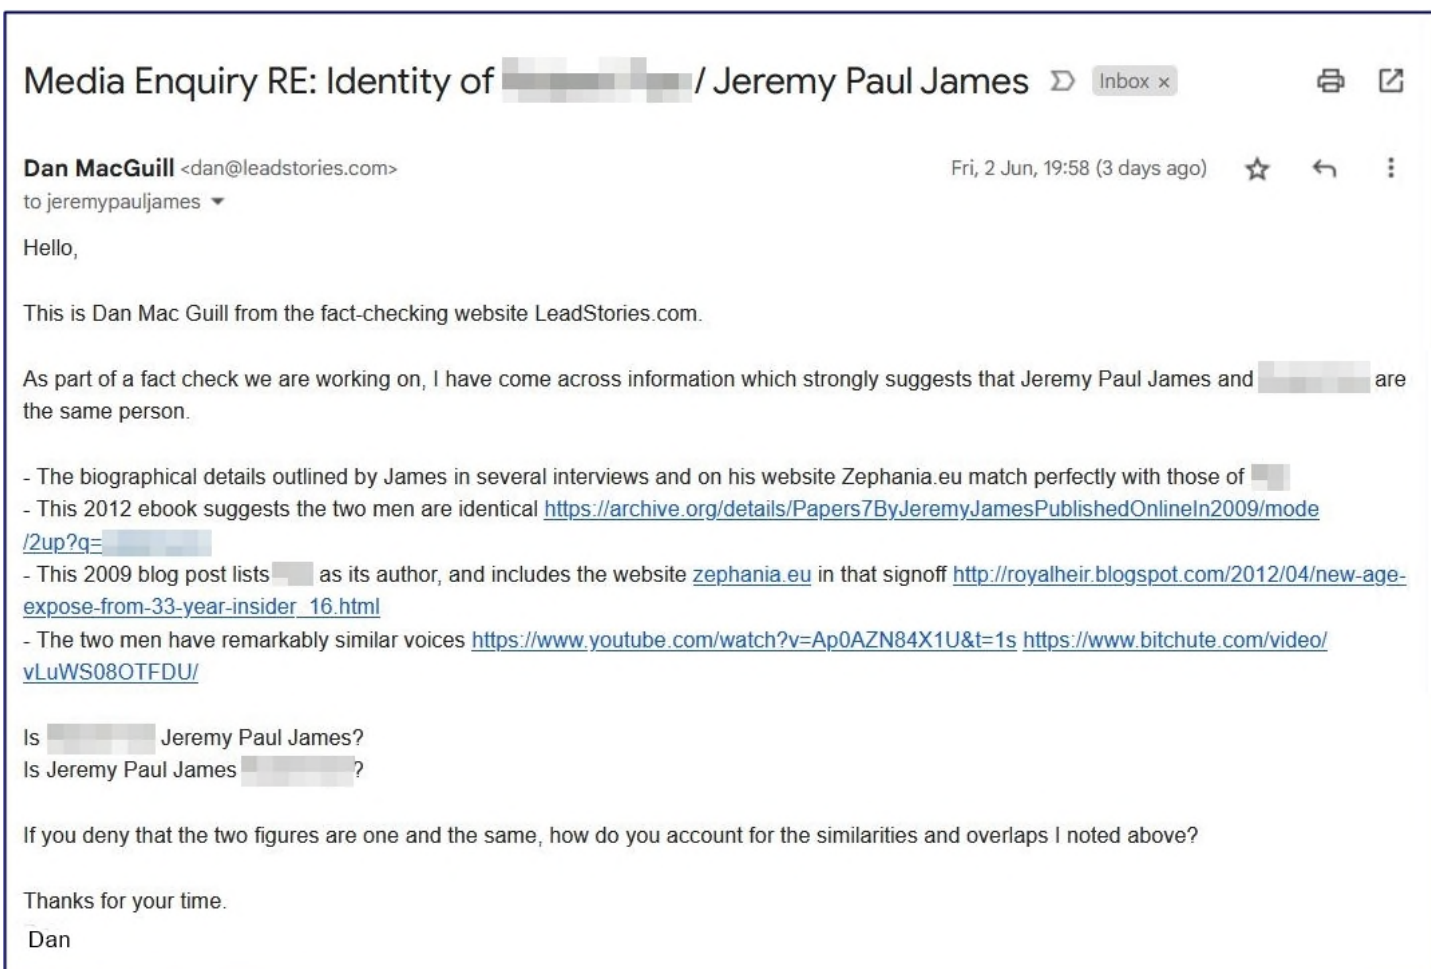 Media Enquiry RE: Identity of / Jeremy Paul James Inbox ×
Dan MacGuill <dan@leadstories.com> Fri, 2 Jun, 19:58 (3 days ago)
to jeremypauljames
Hello,
This is Dan Mac Guill from the fact-checking website LeadStories.com.
As part of a fact check we are working on, I have come across information which strongly suggests that Jeremy Paul James and are
the same person.
- The biographical details outlined by James in several interviews and on his website Zephania.eu match perfectly with those of
- This 2012 ebook suggests the two men are identical https://archive.org/details/Papers7ByJeremyJamesPublishedOnlineIn2009/mode
/2up?q=
- This 2009 blog post lists as its author, and includes the website zephania.eu in that signoff http://royalheir.blogspot.com/2012/04/new-age-
expose-from-33-year-insider_16.html
- The two men have remarkably similar voices https://www.youtube.com/watch?v=Ap0AZN84X1U&t=1s https://www.bitchute.com/video/
vLuWS08OTFDU/
Is Jeremy Paul James?
Is Jeremy Paul James ?
If you deny that the two figures are one and the same, how do you account for the similarities and overlaps I noted above?
Thanks for your time.
Dan